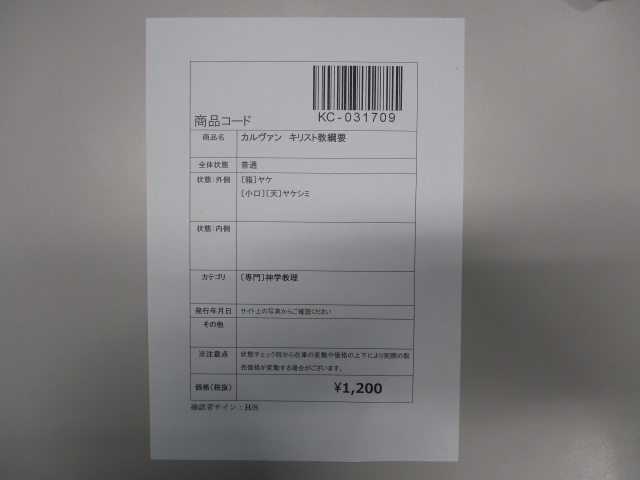 KC-031709
商品コード
商品名 カルヴァン キリスト教綱要
全体状態 普通
状態:外側 [箱]ヤケ
[小口][天]ヤケシミ
状態:内側
カテゴリ [専門]神学教理
発行年月日 サイト上の写真からご確認ください
その他
※注意点 状態チェック時から在庫の変動や価格の上下により実際の販
売価格が変動する場合がございます。
価格(税抜) ¥1,200
確認者サイン:H/S